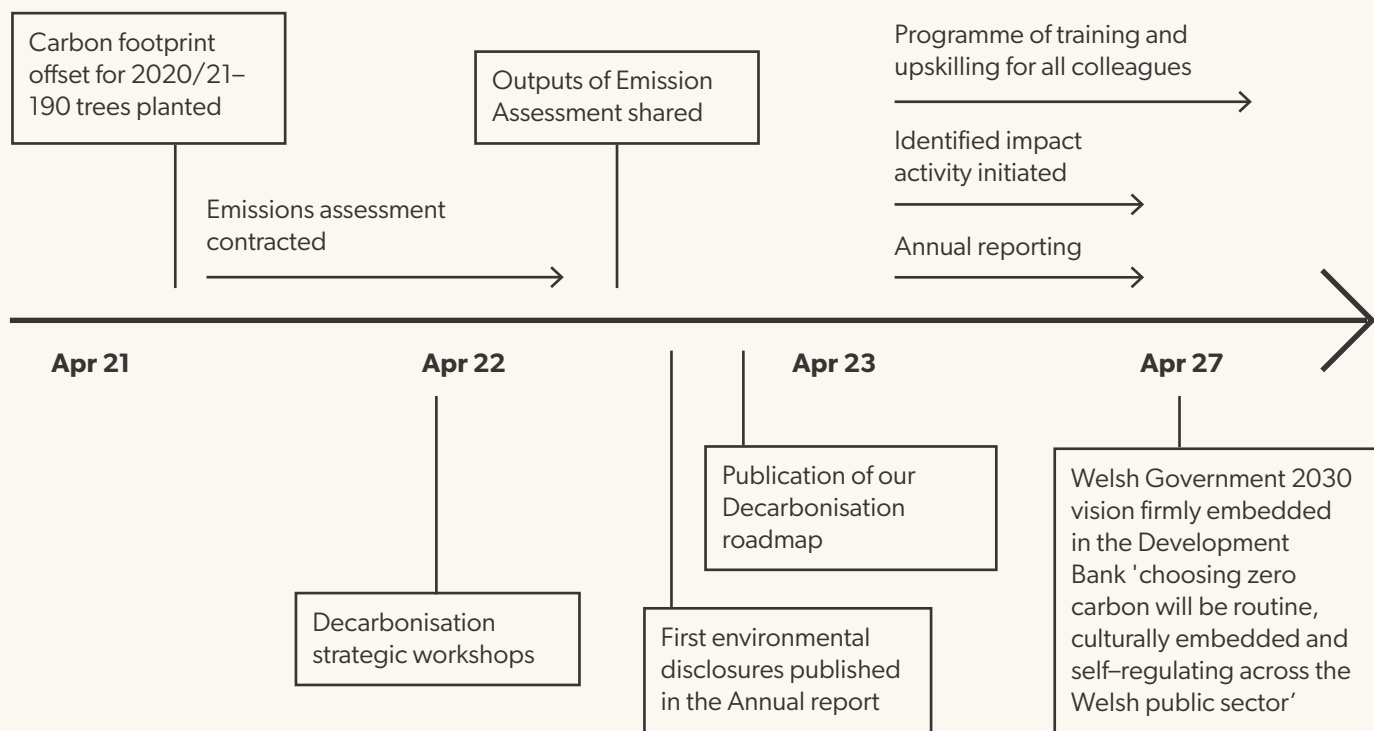 Carbon footprint
offset for 2020/21–
190 trees planted
Outputs of Emission
Assessment shared
Programme of training and
upskilling for all colleagues
Identified impact
activity initiated
Emissions assessment
contracted
Annual reporting
Apr 21
Apr 22
Apr 23
Apr 27
Decarbonisation
strategic workshops
First environmental
disclosures published
in the Annual report
Publication of our
Decarbonisation
roadmap
Welsh Government 2030
vision firmly embedded
in the Development
Bank 'choosing zero
carbon will be routine,
culturally embedded and
self–regulating across the
Welsh public sector’